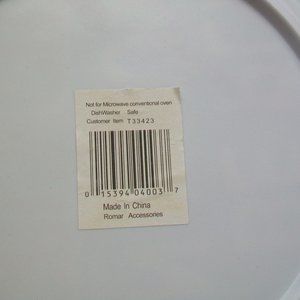 Not for Microwave conventional oven
DishWasher Safe
Customer Item T33423
0 15394 04003 7
Made In China
Romar Accessories